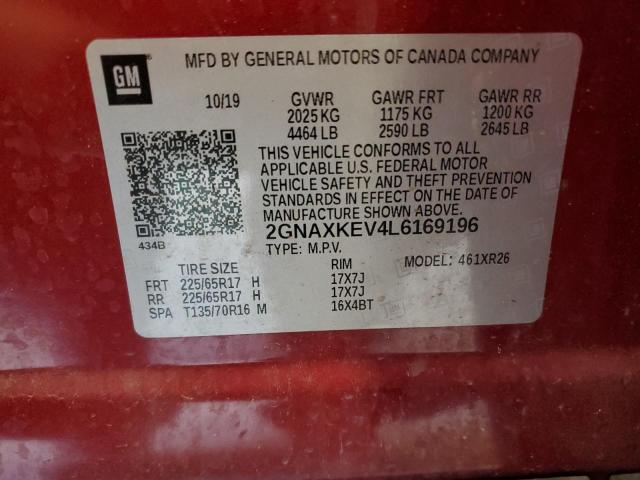 GM
MFD BY GENERAL MOTORS OF CANADA COMPANY
10/19 GVWR GAWR FRT GAWR RR
2025 KG 1175 KG 1200 KG
4464 LB 2590 LB 2645 LB
THIS VEHICLE CONFORMS TO ALL
APPLICABLE U.S. FEDERAL MOTOR
VEHICLE SAFETY AND THEFT PREVENTION
STANDARDS IN EFFECT ON THE DATE OF
MANUFACTURE SHOWN ABOVE.
2GNAXKEV4L6169196
434B TYPE: M.P.V.
TIRE SIZE RIM MODEL: 461XR26
FRT 225/65R17 H 17X7J
RR 225/65R17 H 17X7J
SPA T135/70R16 M 16X4BT